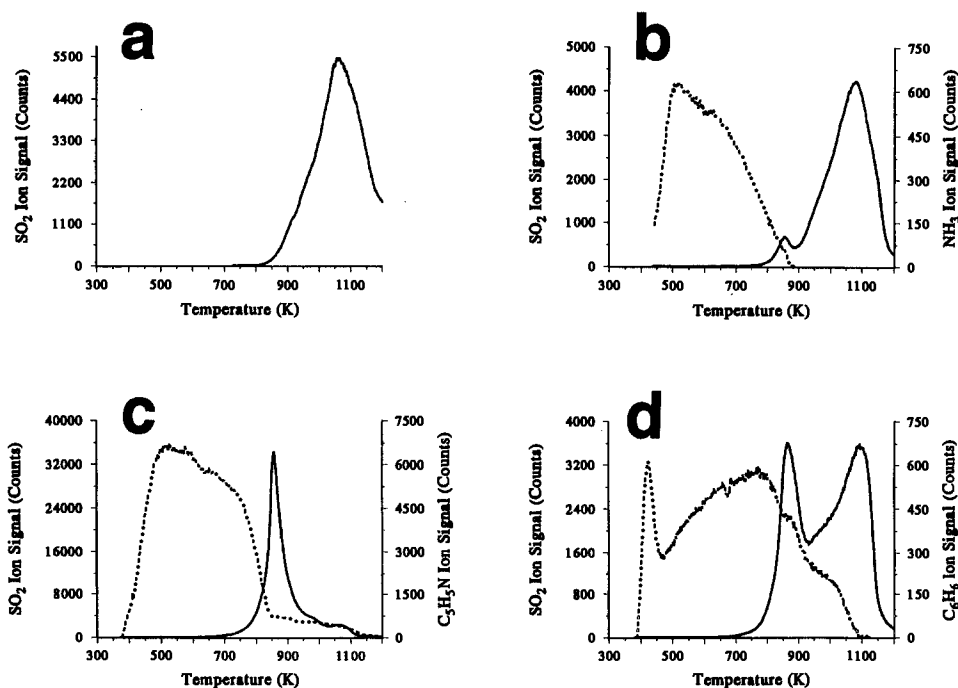 a
SO2 Ion Signal (Counts)
5500
4400
3300
2200
1100
0
300 500 700 900 1100
Temperature (K)
b
SO2 Ion Signal (Counts)
5000
4000
3000
2000
1000
0
750
600
450
300
150
0
NH3 Ion Signal (Counts)
300 500 700 900 1100
Temperature (K)
c
SO2 Ion Signal (Counts)
40000
32000
24000
16000
8000
0
7500
6000
4500
3000
1500
0
C5H5N Ion Signal (Counts)
300 500 700 900 1100
Temperature (K)
d
SO2 Ion Signal (Counts)
4000
3200
2400
1600
800
0
750
600
450
300
150
0
C6H6 Ion Signal (Counts)
300 500 700 900 1100
Temperature (K)